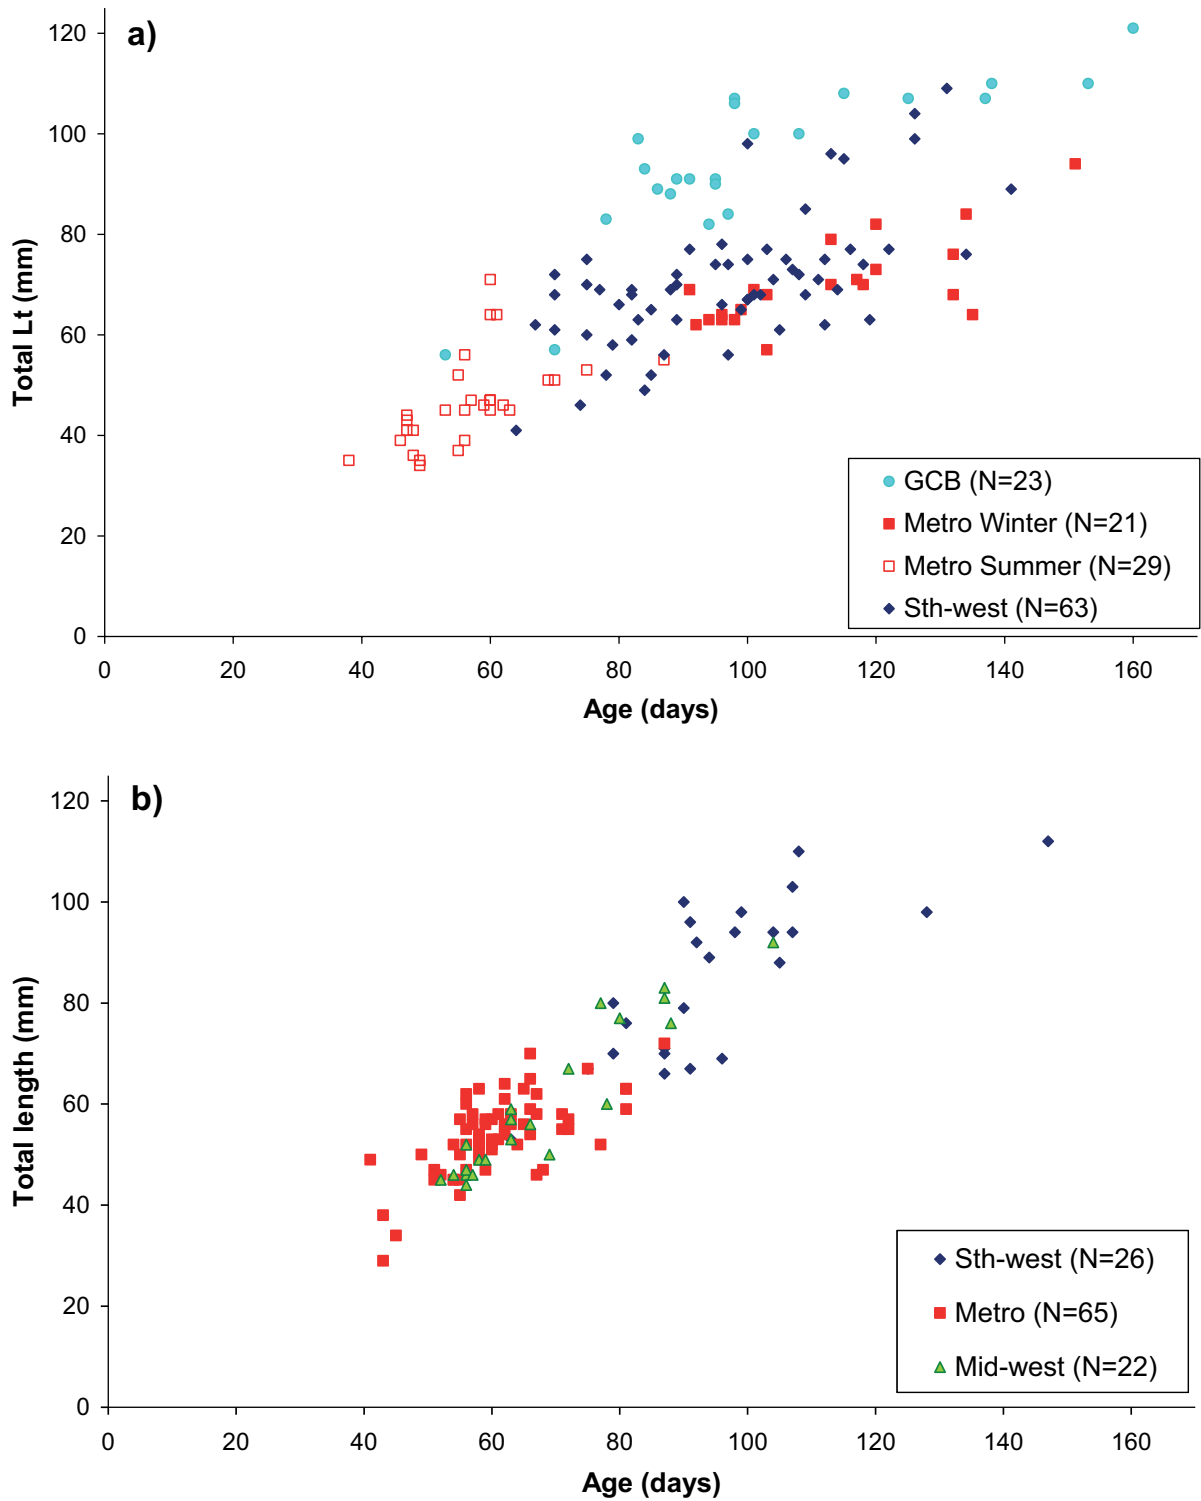 a)
120
100
80
60
40
20
0
Total Lt (mm)
GCB (N=23)
Metro Winter (N=21)
Metro Summer (N=29)
Sth-west (N=63)
0 20 40 60 80 100 120 140 160
Age (days)
b)
120
100
80
60
40
20
0
Total length (mm)
Sth-west (N=26)
Metro (N=65)
Mid-west (N=22)
0 20 40 60 80 100 120 140 160
Age (days)